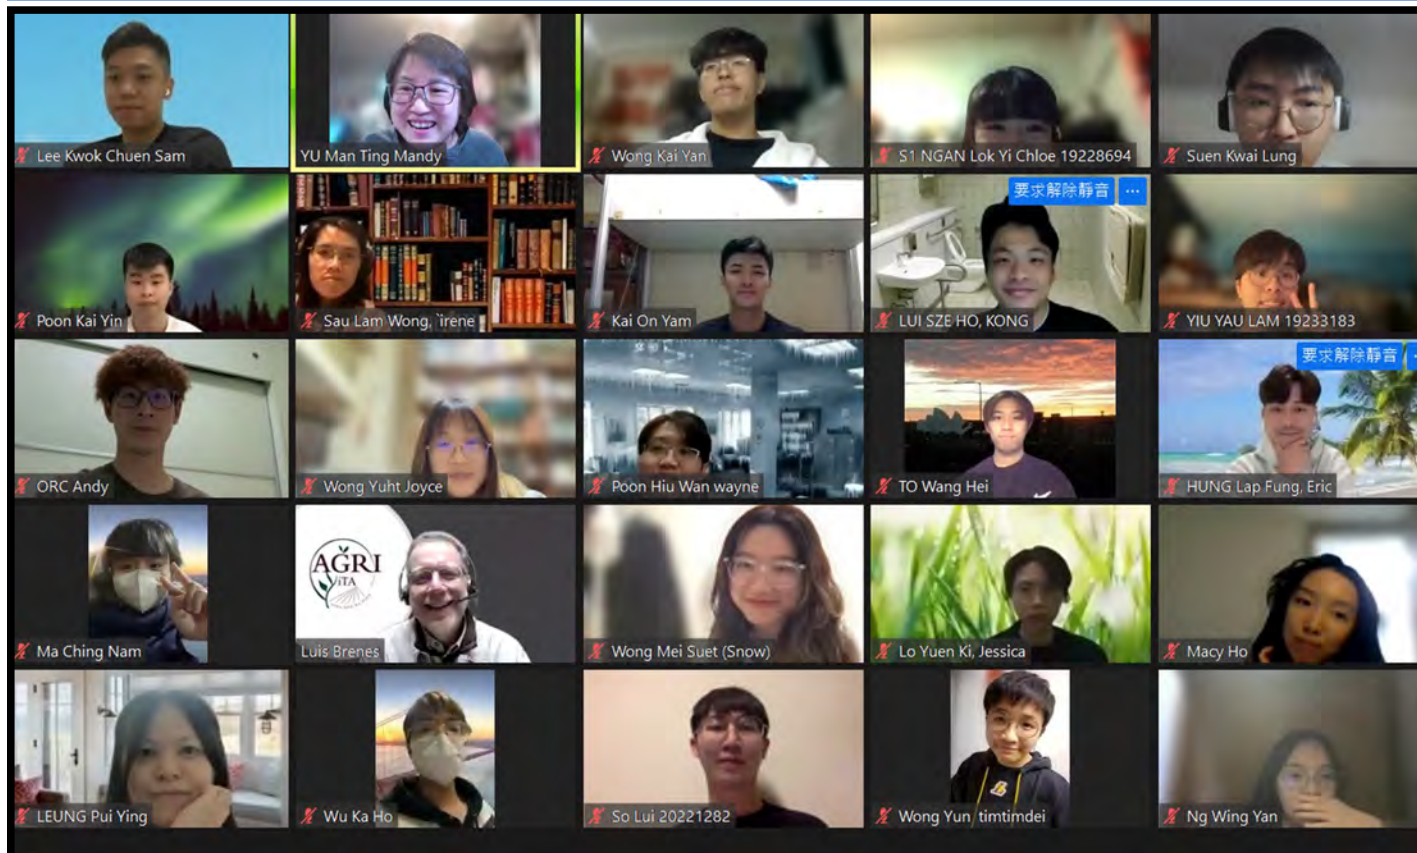 Lee Kwok Chuen Sam
YU Man Ting Mandy
Wong Kai Yan
S1 NGAN Lok Yi Chloe 19228694
Suen Kwai Lung
要求解除靜音 ...
Poon Kai Yin
Sau Lam Wong, `irene
Kai On Yam
LUI SZE HO, KONG
YIU YAU LAM 19233183
要求解除靜音
ORC Andy
Wong Yuht Joyce
Poon Hiu Wan wayne
TO Wang Hei
HUNG Lap Fung, Eric
AGRI
ViTA
Ma Ching Nam
Luis Brenes
Wong Mei Suet (Snow)
Lo Yuen Ki, Jessica
Macy Ho
LEUNG Pui Ying
Wu Ka Ho
So Lui 20221282
Wong Yun timtimdei
Ng Wing Yan